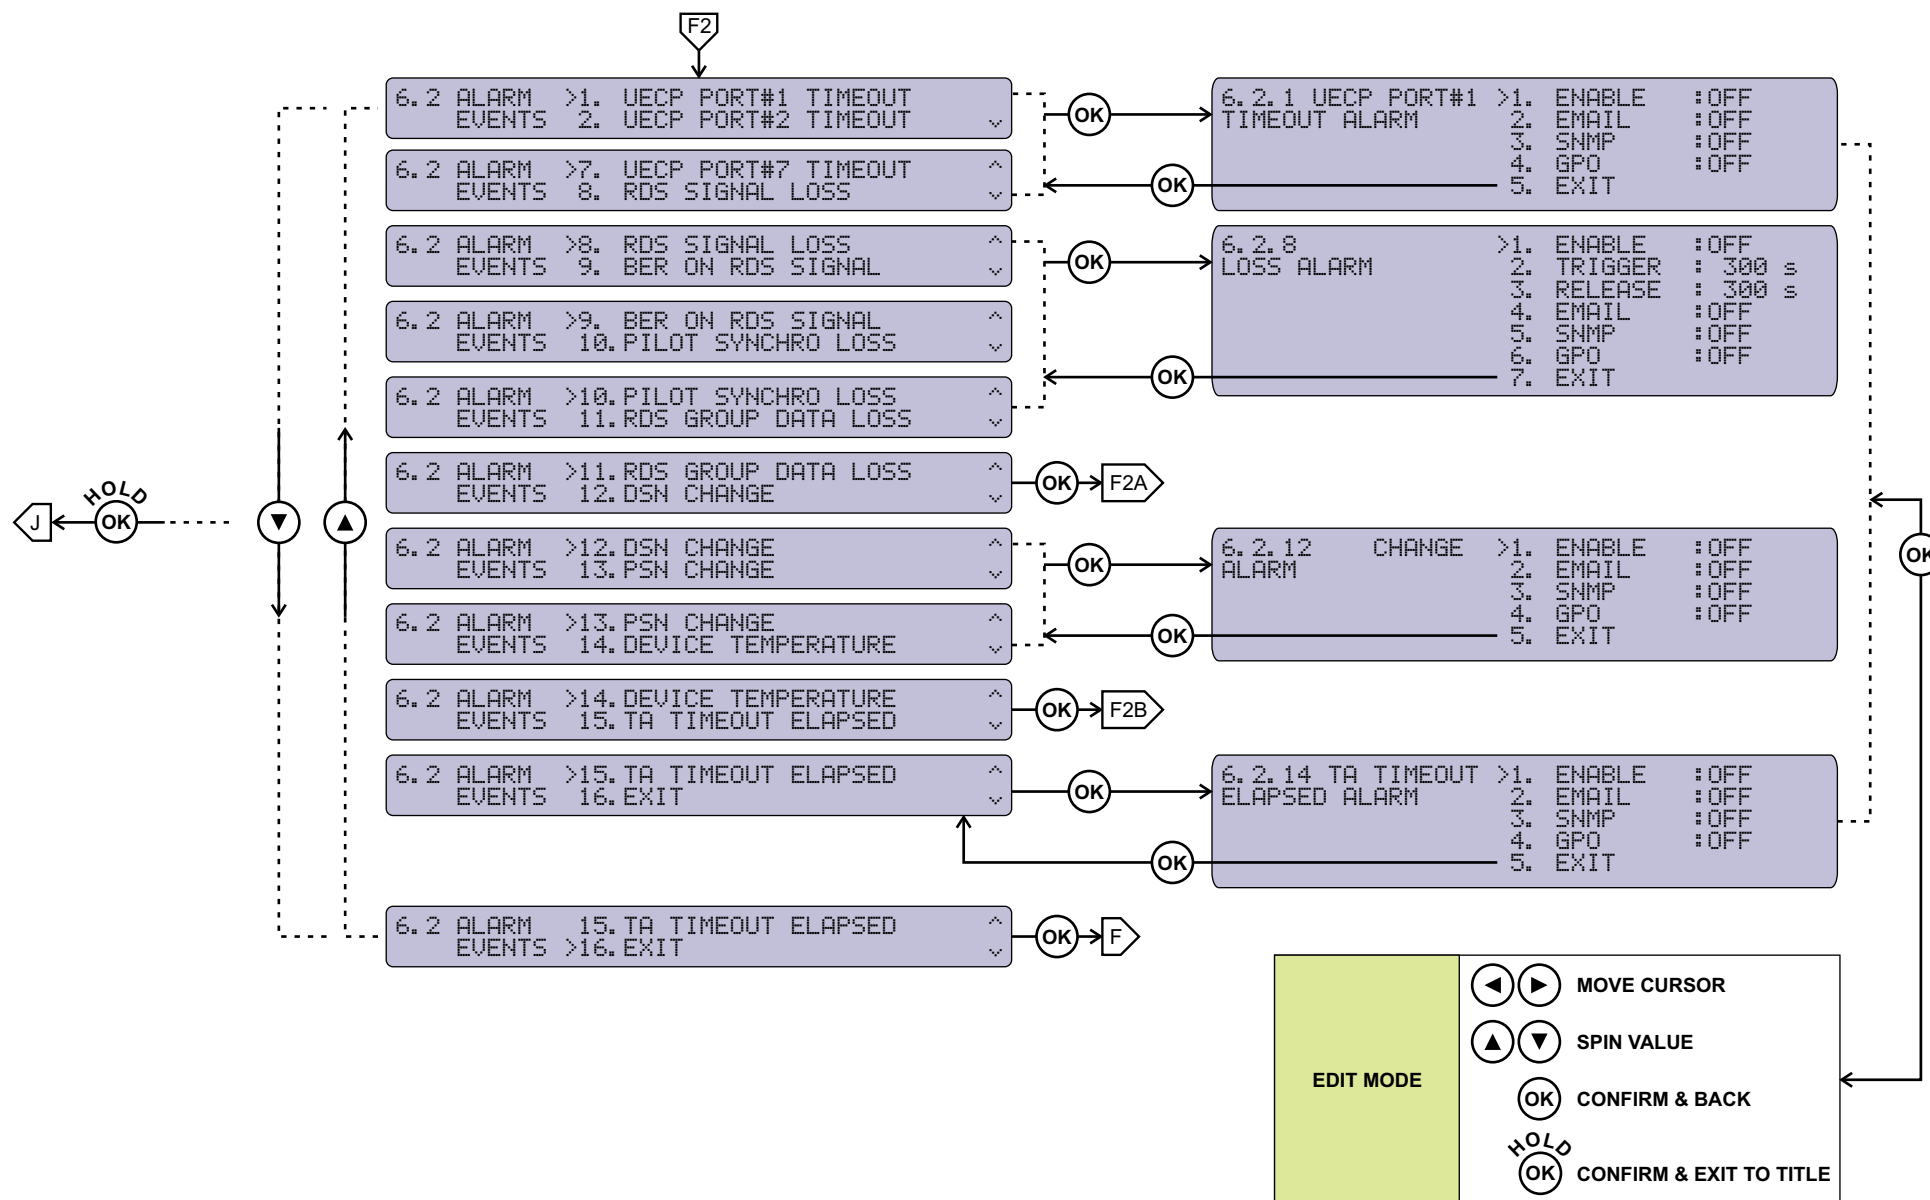 F2
6.2 ALARM >1. UECP PORT#1 TIMEOUT
EVENTS 2. UECP PORT#2 TIMEOUT
OK
6.2.1 UECP PORT#1 >1. ENABLE :OFF
TIMEOUT ALARM 2. EMAIL :OFF
3. SNMP :OFF
4. GPO :OFF
5. EXIT
6.2 ALARM >7. UECP PORT#7 TIMEOUT
EVENTS 8. RDS SIGNAL LOSS
OK
6.2 ALARM >8. RDS SIGNAL LOSS
EVENTS 9. BER ON RDS SIGNAL
OK
6.2.8 >1. ENABLE :OFF
LOSS ALARM 2. TRIGGER : 300 s
3. RELEASE : 300 s
4. EMAIL :OFF
5. SNMP :OFF
6. GPO :OFF
7. EXIT
6.2 ALARM >9. BER ON RDS SIGNAL
EVENTS 10.PILOT SYNCHRO LOSS
OK
6.2 ALARM >10.PILOT SYNCHRO LOSS
EVENTS 11.RDS GROUP DATA LOSS
6.2 ALARM >11.RDS GROUP DATA LOSS
EVENTS 12.DSN CHANGE
OK
F2A
HOLD
OK
J
6.2 ALARM >12.DSN CHANGE
EVENTS 13.PSN CHANGE
OK
6.2.12 CHANGE >1. ENABLE :OFF
ALARM 2. EMAIL :OFF
3. SNMP :OFF
4. GPO :OFF
5. EXIT
OK
6.2 ALARM >13.PSN CHANGE
EVENTS 14.DEVICE TEMPERATURE
OK
6.2 ALARM >14.DEVICE TEMPERATURE
EVENTS 15.TA TIMEOUT ELAPSED
OK
F2B
6.2 ALARM >15.TA TIMEOUT ELAPSED
EVENTS 16.EXIT
OK
6.2.14 TA TIMEOUT >1. ENABLE :OFF
ELAPSED ALARM 2. EMAIL :OFF
3. SNMP :OFF
4. GPO :OFF
5. EXIT
OK
6.2 ALARM 15.TA TIMEOUT ELAPSED
EVENTS >16.EXIT
OK
F
EDIT MODE
MOVE CURSOR
SPIN VALUE
OK CONFIRM & BACK
HOLD
OK CONFIRM & EXIT TO TITLE